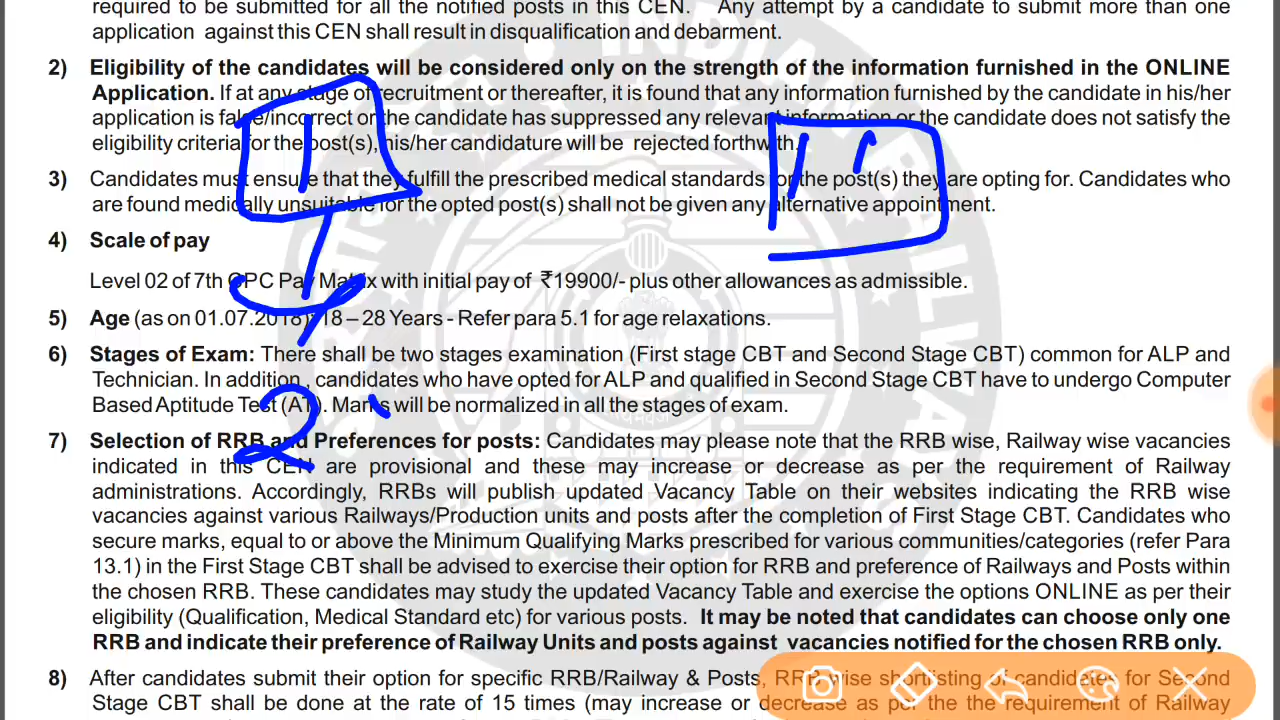 required to be submitted for all the notified posts in this CEN. Any attempt by a candidate to submit more than one
application against this CEN shall result in disqualification and debarment.
2) Eligibility of the candidates will be considered only on the strength of the information furnished in the ONLINE
Application. If at any stage of recruitment or thereafter, it is found that any information furnished by the candidate in his/her
application is false/incorrect or the candidate has suppressed any relevant information or the candidate does not satisfy the
eligibility criteria for the post(s), his/her candidature will be rejected forthwith.
3) Candidates must ensure that they fulfill the prescribed medical standards for the post(s) they are opting for. Candidates who
are found medically unsuitable for the opted post(s) shall not be given any alternative appointment.
4) Scale of pay
Level 02 of 7th CPC Pay Matrix with initial pay of ₹19900/- plus other allowances as admissible.
5) Age (as on 01.07.2018): 18 – 28 Years - Refer para 5.1 for age relaxations.
6) Stages of Exam: There shall be two stages examination (First stage CBT and Second Stage CBT) common for ALP and
Technician. In addition, candidates who have opted for ALP and qualified in Second Stage CBT have to undergo Computer
Based Aptitude Test (AT). Marks will be normalized in all the stages of exam.
2
7) Selection of RRB and Preferences for posts: Candidates may please note that the RRB wise, Railway wise vacancies
indicated in this CEN are provisional and these may increase or decrease as per the requirement of Railway
administrations. Accordingly, RRBs will publish updated Vacancy Table on their websites indicating the RRB wise
vacancies against various Railways/Production units and posts after the completion of First Stage CBT. Candidates who
secure marks, equal to or above the Minimum Qualifying Marks prescribed for various communities/categories (refer Para
13.1) in the First Stage CBT shall be advised to exercise their option for RRB and preference of Railways and Posts within
the chosen RRB. These candidates may study the updated Vacancy Table and exercise the options ONLINE as per their
eligibility (Qualification, Medical Standard etc) for various posts. It may be noted that candidates can choose only one
RRB and indicate their preference of Railway Units and posts against vacancies notified for the chosen RRB only.
8) After candidates submit their option for specific RRB/Railway & Posts, RRB wise shortlisting of candidates for Second
Stage CBT shall be done at the rate of 15 times (may increase or decrease as per the the requirement of Railway